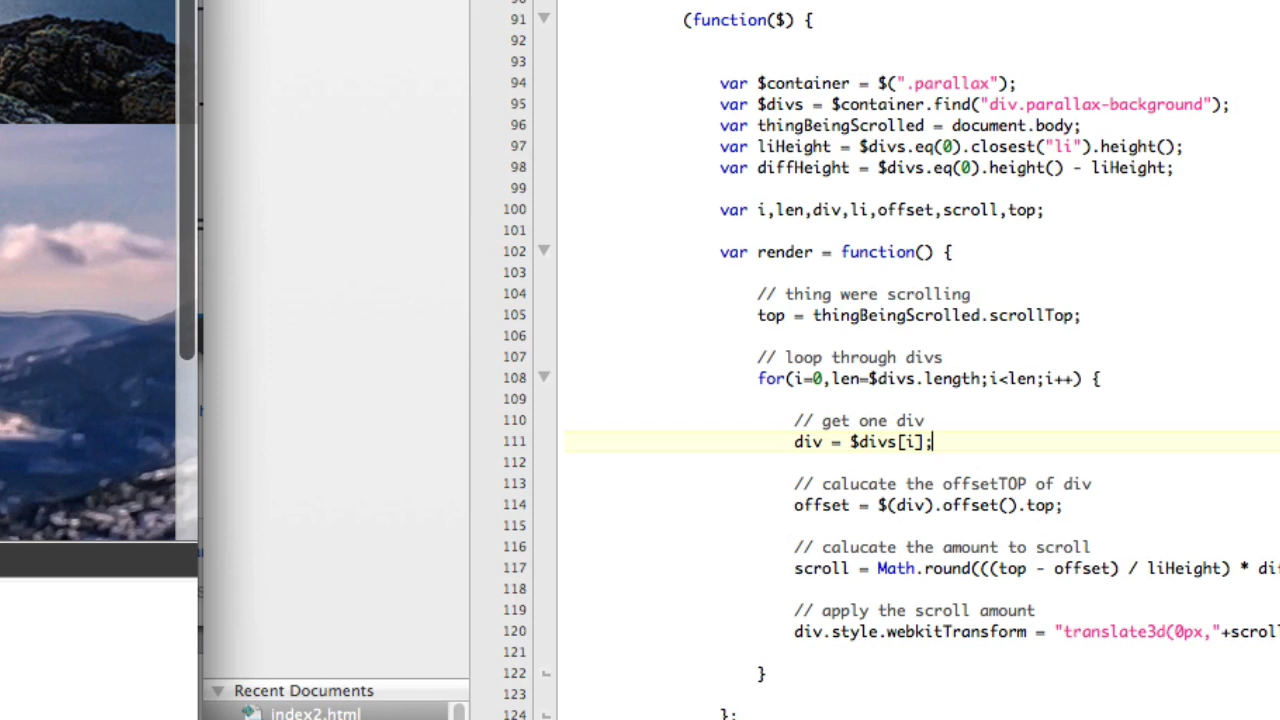 91 (function($) {
92
93
94 var $container = $(".parallax");
95 var $divs = $container.find("div.parallax-background");
96 var thingBeingScrolled = document.body;
97 var liHeight = $divs.eq(0).closest("li").height();
98 var diffHeight = $divs.eq(0).height() - liHeight;
99
100 var i,len,div,li,offset,scroll,top;
101
102 var render = function() {
103
104 // thing were scrolling
105 top = thingBeingScrolled.scrollTop;
106
107 // loop through divs
108 for(i=0,len=$divs.length;i<len;i++) {
109
110 // get one div
111 div = $divs[i];
112
113 // calucate the offsetTOP of div
114 offset = $(div).offset().top;
115
116 // calucate the amount to scroll
117 scroll = Math.round(((top - offset) / liHeight) * di
118
119 // apply the scroll amount
120 div.style.webkitTransform = "translate3d(0px,"+scroll
121
122 }
123
124 };
Recent Documents
index2.html